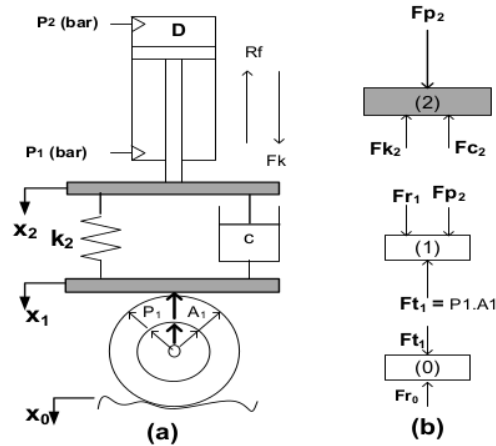 P₂ (bar)
D
Rf
P₁ (bar)
Fk
x₂
k₂
c
x₁
P₁
A₁
x₀
(a)
Fp₂
(2)
Fk₂
Fc₂
Fr₁
Fp₂
(1)
Ft₁ = P1.A1
Ft₁
(0)
Fr₀
(b)